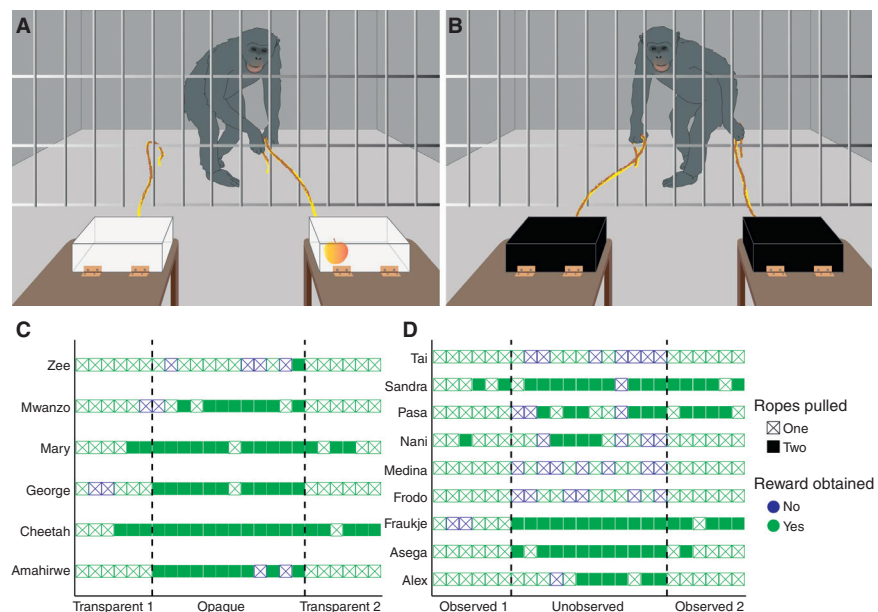 A
B
C
Zee
Mwanzo
Mary
George
Cheetah
Amahirwe
Transparent 1
Opaque
Transparent 2
D
Tai
Sandra
Pasa
Nani
Medina
Frodo
Fraukje
Asega
Alex
Observed 1
Unobserved
Observed 2
Ropes pulled
One
Two
Reward obtained
No
Yes